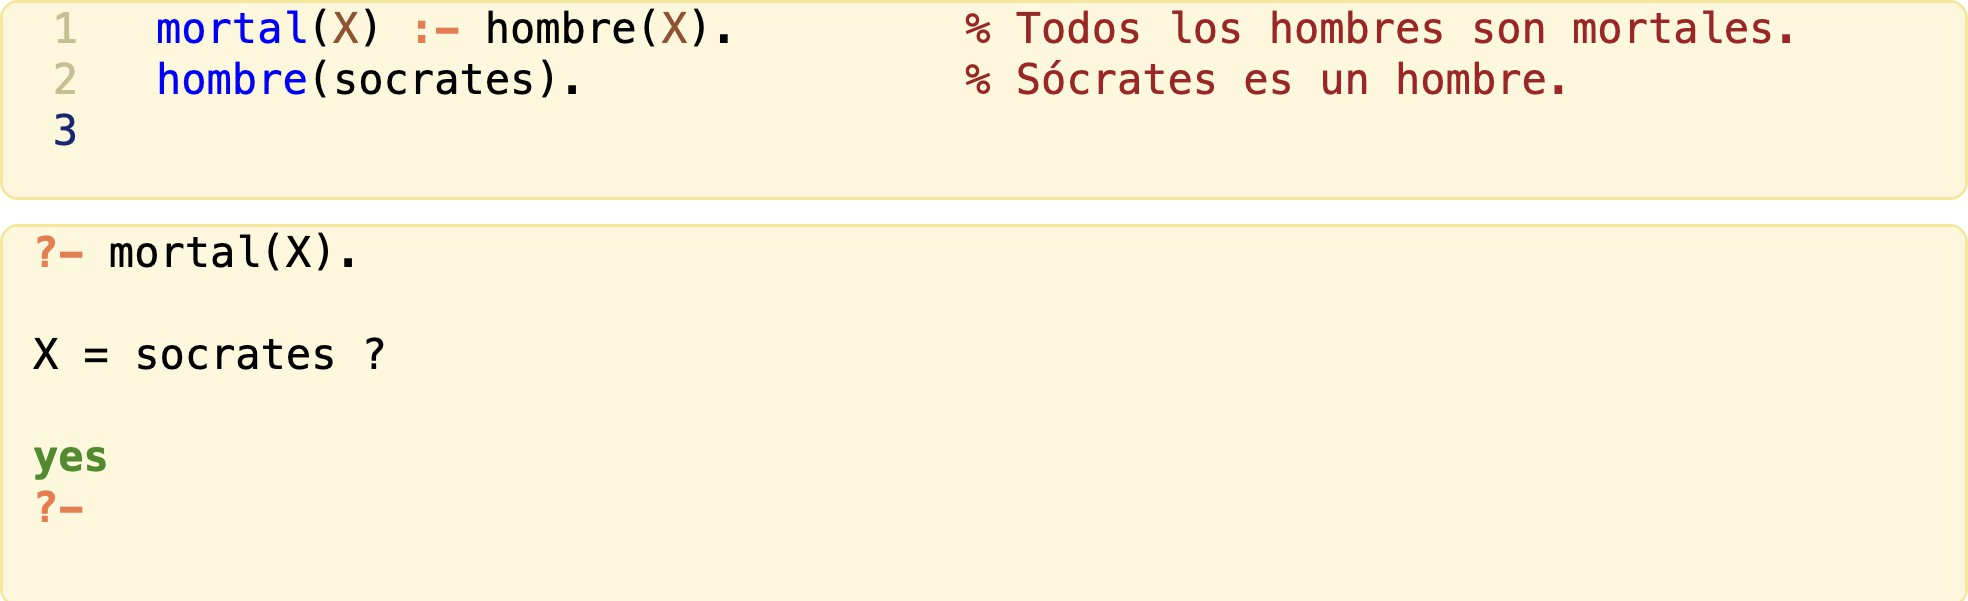 1 mortal(X) :- hombre(X). % Todos los hombres son mortales.
2 hombre(socrates). % Sócrates es un hombre.
3
?- mortal(X).
X = socrates ?
yes
?-